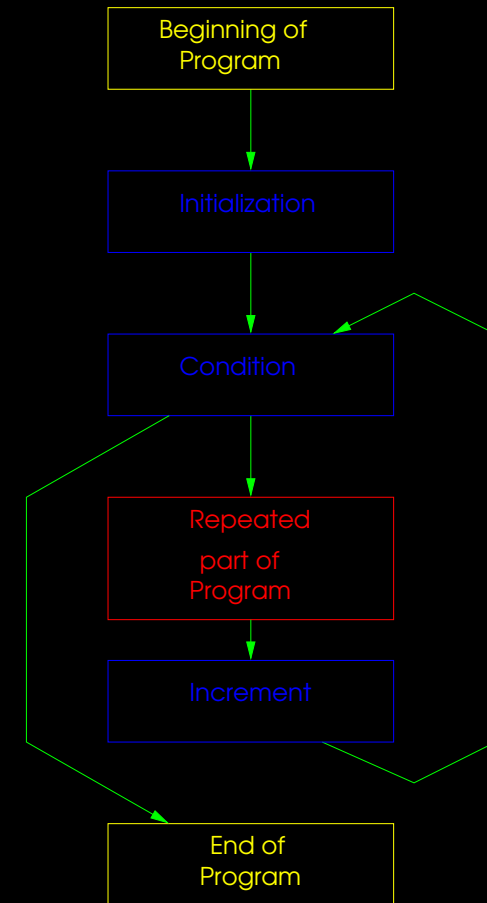 Beginning of
Program
Initialization
Condition
Repeated
part of
Program
Increment
End of
Program